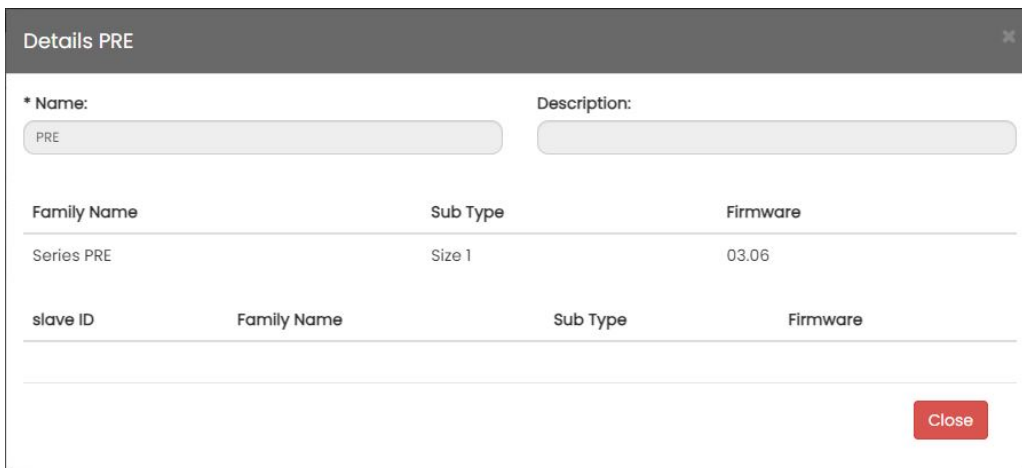 Details PRE ×
* Name: Description:
PRE
Family Name Sub Type Firmware
Series PRE Size 1 03.06
slave ID Family Name Sub Type Firmware
Close